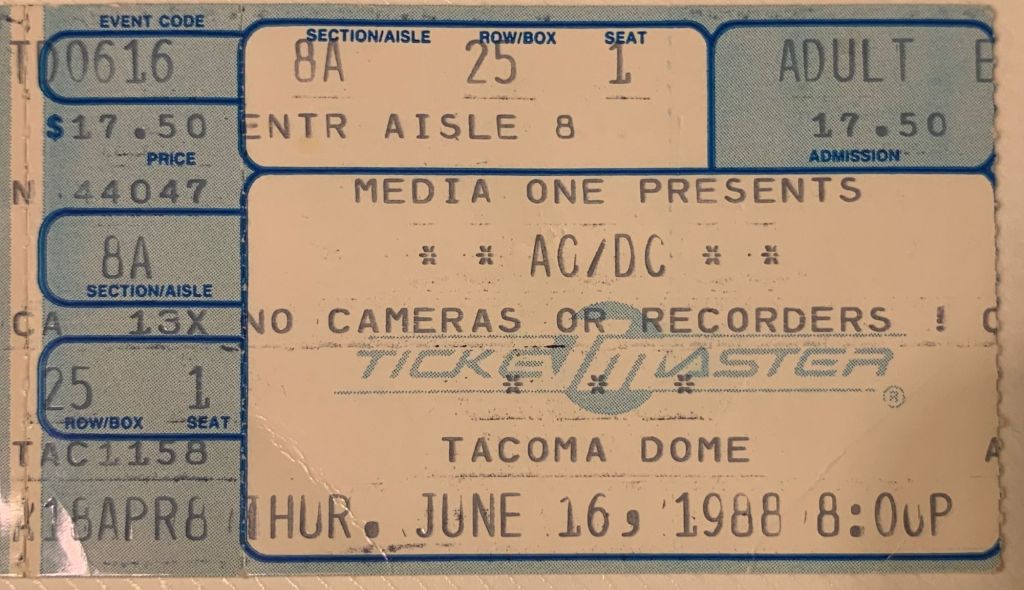 EVENT CODE SECTION/AISLE ROW/BOX SEAT
TD0616 8A 25 1 ADULT
$17.50 ENTR AISLE 8 17.50
PRICE ADMISSION
N 44047 MEDIA ONE PRESENTS
8A * * AC/DC * *
SECTION/AISLE
CA 13X NO CAMERAS OR RECORDERS !
TICKETMASTER ®
25 1 * * *
ROW/BOX SEAT
TAC1158 TACOMA DOME
18APR8 THUR. JUNE 16, 1988 8:00P